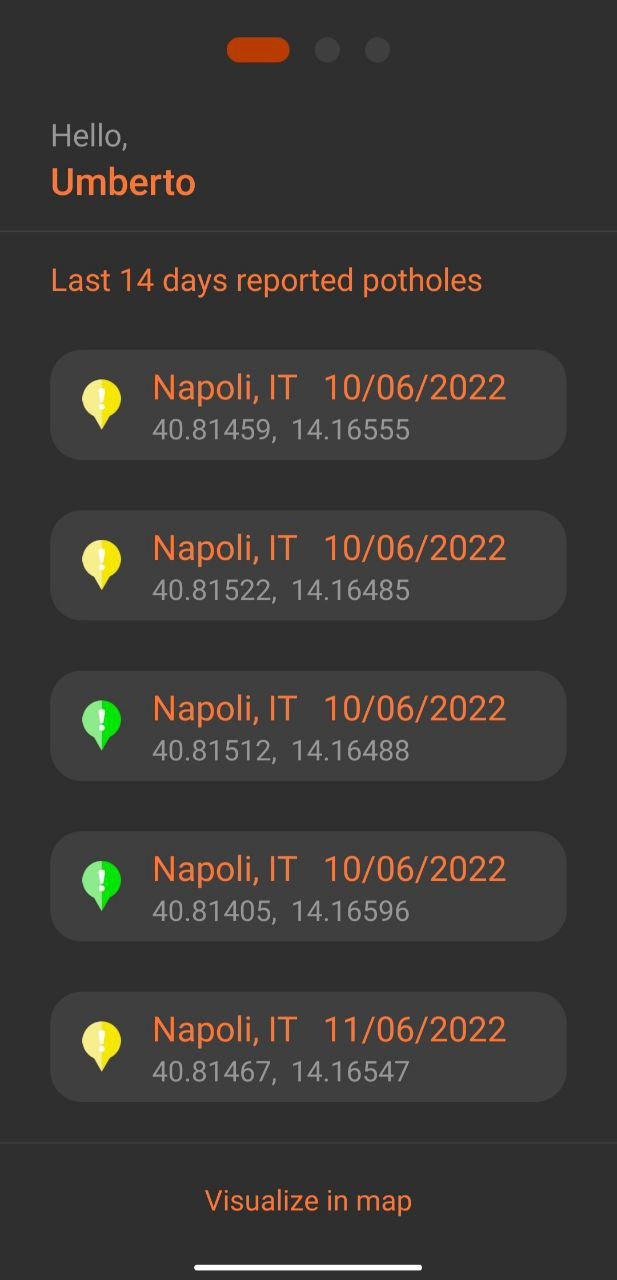 Hello,
Umberto
Last 14 days reported potholes
Napoli, IT 10/06/2022
40.81459, 14.16555
Napoli, IT 10/06/2022
40.81522, 14.16485
Napoli, IT 10/06/2022
40.81512, 14.16488
Napoli, IT 10/06/2022
40.81405, 14.16596
Napoli, IT 11/06/2022
40.81467, 14.16547
Visualize in map